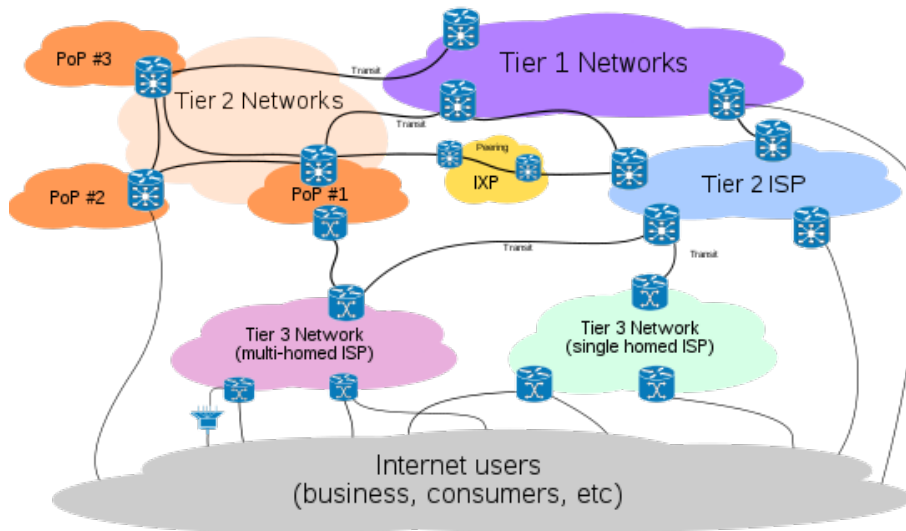 PoP #3
Tier 1 Networks
Transit
Tier 2 Networks
Transit
Peering
IXP
PoP #2
PoP #1
Tier 2 ISP
Transit
Transit
Tier 3 Network
(multi-homed ISP)
Tier 3 Network
(single homed ISP)
Internet users
(business, consumers, etc)